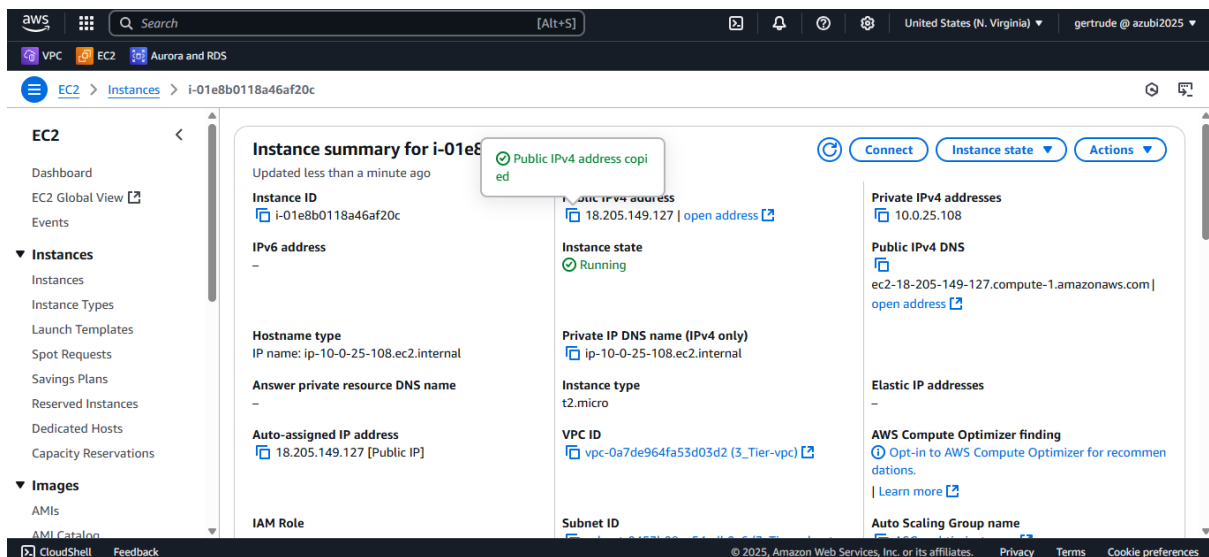 aws
Search [Alt+S]
United States (N. Virginia) ▼
gertrude @ azubi2025 ▼
VPC EC2 Aurora and RDS
EC2 > Instances > i-01e8b0118a46af20c
EC2
Dashboard
EC2 Global View
Events
▼ Instances
Instances
Instance Types
Launch Templates
Spot Requests
Savings Plans
Reserved Instances
Dedicated Hosts
Capacity Reservations
▼ Images
AMIs
AMI Catalog
Instance summary for i-01e8
Updated less than a minute ago
Public IPv4 address copi
ed
Connect
Instance state ▼
Actions ▼
Instance ID
i-01e8b0118a46af20c
Public IPv4 address
18.205.149.127 | open address
Private IPv4 addresses
10.0.25.108
IPv6 address
–
Instance state
Running
Public IPv4 DNS
ec2-18-205-149-127.compute-1.amazonaws.com |
open address
Hostname type
IP name: ip-10-0-25-108.ec2.internal
Private IP DNS name (IPv4 only)
ip-10-0-25-108.ec2.internal
Answer private resource DNS name
–
Instance type
t2.micro
Elastic IP addresses
–
Auto-assigned IP address
18.205.149.127 [Public IP]
VPC ID
vpc-0a7de964fa53d03d2 (3_Tier-vpc)
AWS Compute Optimizer finding
Opt-in to AWS Compute Optimizer for recommen
dations.
| Learn more
IAM Role
Subnet ID
Auto Scaling Group name
CloudShell Feedback
© 2025, Amazon Web Services, Inc. or its affiliates. Privacy Terms Cookie preferences